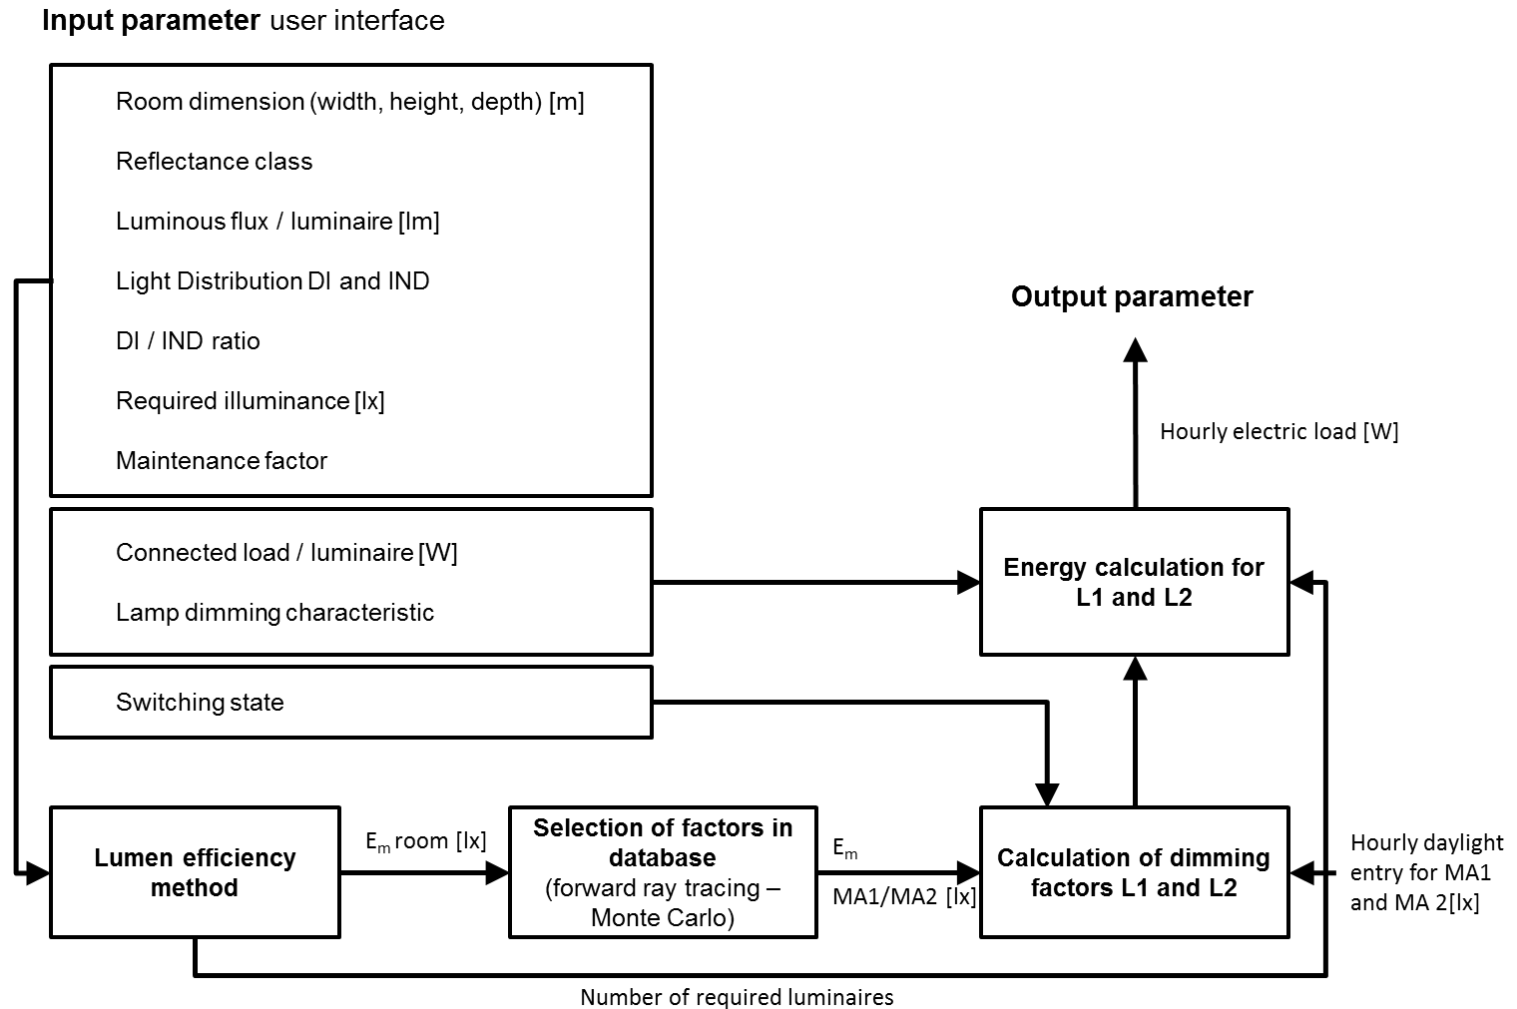 Input parameter user interface
Room dimension (width, height, depth) [m]
Reflectance class
Luminous flux / luminaire [lm]
Light Distribution DI and IND
DI / IND ratio
Required illuminance [lx]
Maintenance factor
Connected load / luminaire [W]
Lamp dimming characteristic
Switching state
Output parameter
Hourly electric load [W]
Energy calculation for
L1 and L2
Lumen efficiency
method
Em room [lx]
Selection of factors in
database
(forward ray tracing –
Monte Carlo)
Em
MA1/MA2 [lx]
Calculation of dimming
factors L1 and L2
Hourly daylight
entry for MA1
and MA 2[lx]
Number of required luminaires